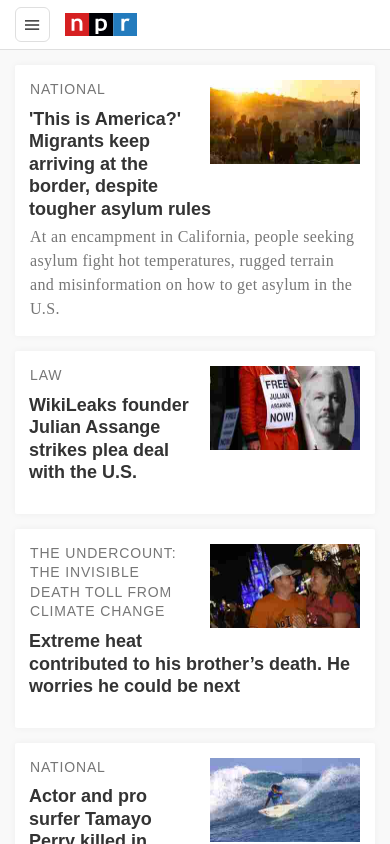 npr
NATIONAL
'This is America?'
Migrants keep
arriving at the
border, despite
tougher asylum rules
At an encampment in California, people seeking
asylum fight hot temperatures, rugged terrain
and misinformation on how to get asylum in the
U.S.
LAW
WikiLeaks founder
Julian Assange
strikes plea deal
with the U.S.
FREE
JULIAN
ASSANGE
NOW!
THE UNDERCOUNT:
THE INVISIBLE
DEATH TOLL FROM
CLIMATE CHANGE
Extreme heat
contributed to his brother’s death. He
worries he could be next
NATIONAL
Actor and pro
surfer Tamayo
Perry killed in